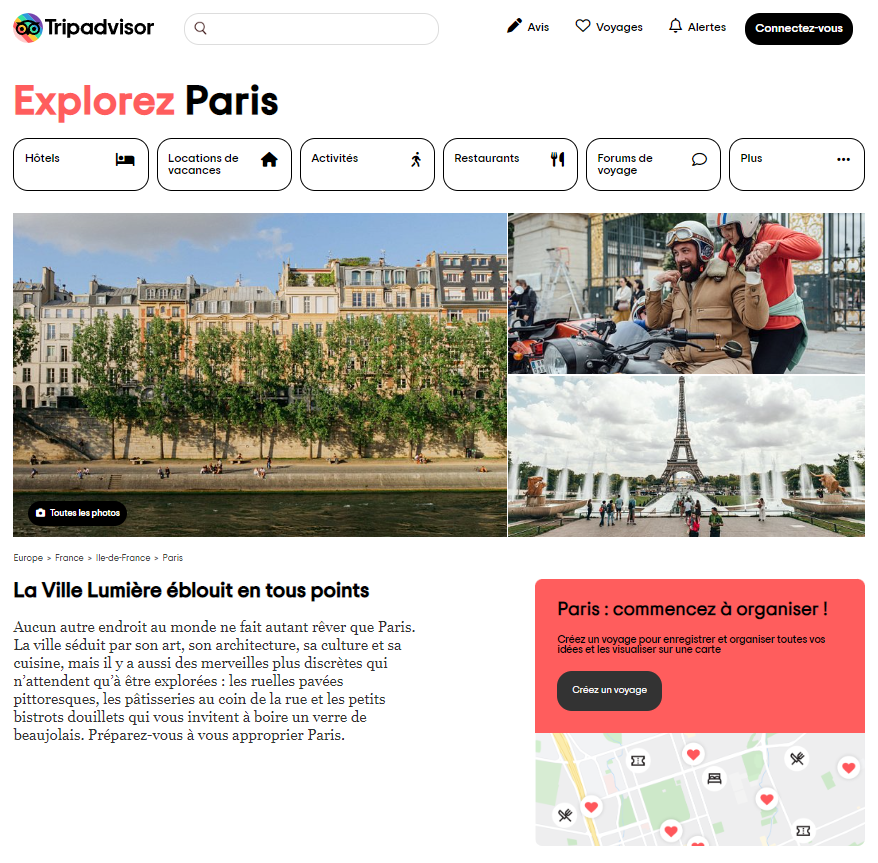 Tripadvisor
Avis
Voyages
Alertes
Connectez-vous
Explorez Paris
Hôtels
Locations de
vacances
Activités
Restaurants
Forums de
voyage
Plus
Toutes les photos
Europe > France > Ile-de-France > Paris
La Ville Lumière éblouit en tous points
Aucun autre endroit au monde ne fait autant rêver que Paris.
La ville séduit par son art, son architecture, sa culture et sa
cuisine, mais il y a aussi des merveilles plus discrètes qui
n’attendent qu’à être explorées : les ruelles pavées
pittoresques, les pâtisseries au coin de la rue et les petits
bistrots douillets qui vous invitent à boire un verre de
beaujolais. Préparez-vous à vous approprier Paris.
Paris : commencez à organiser !
Créez un voyage pour enregistrer et organiser toutes vos
idées et les visualiser sur une carte
Créez un voyage